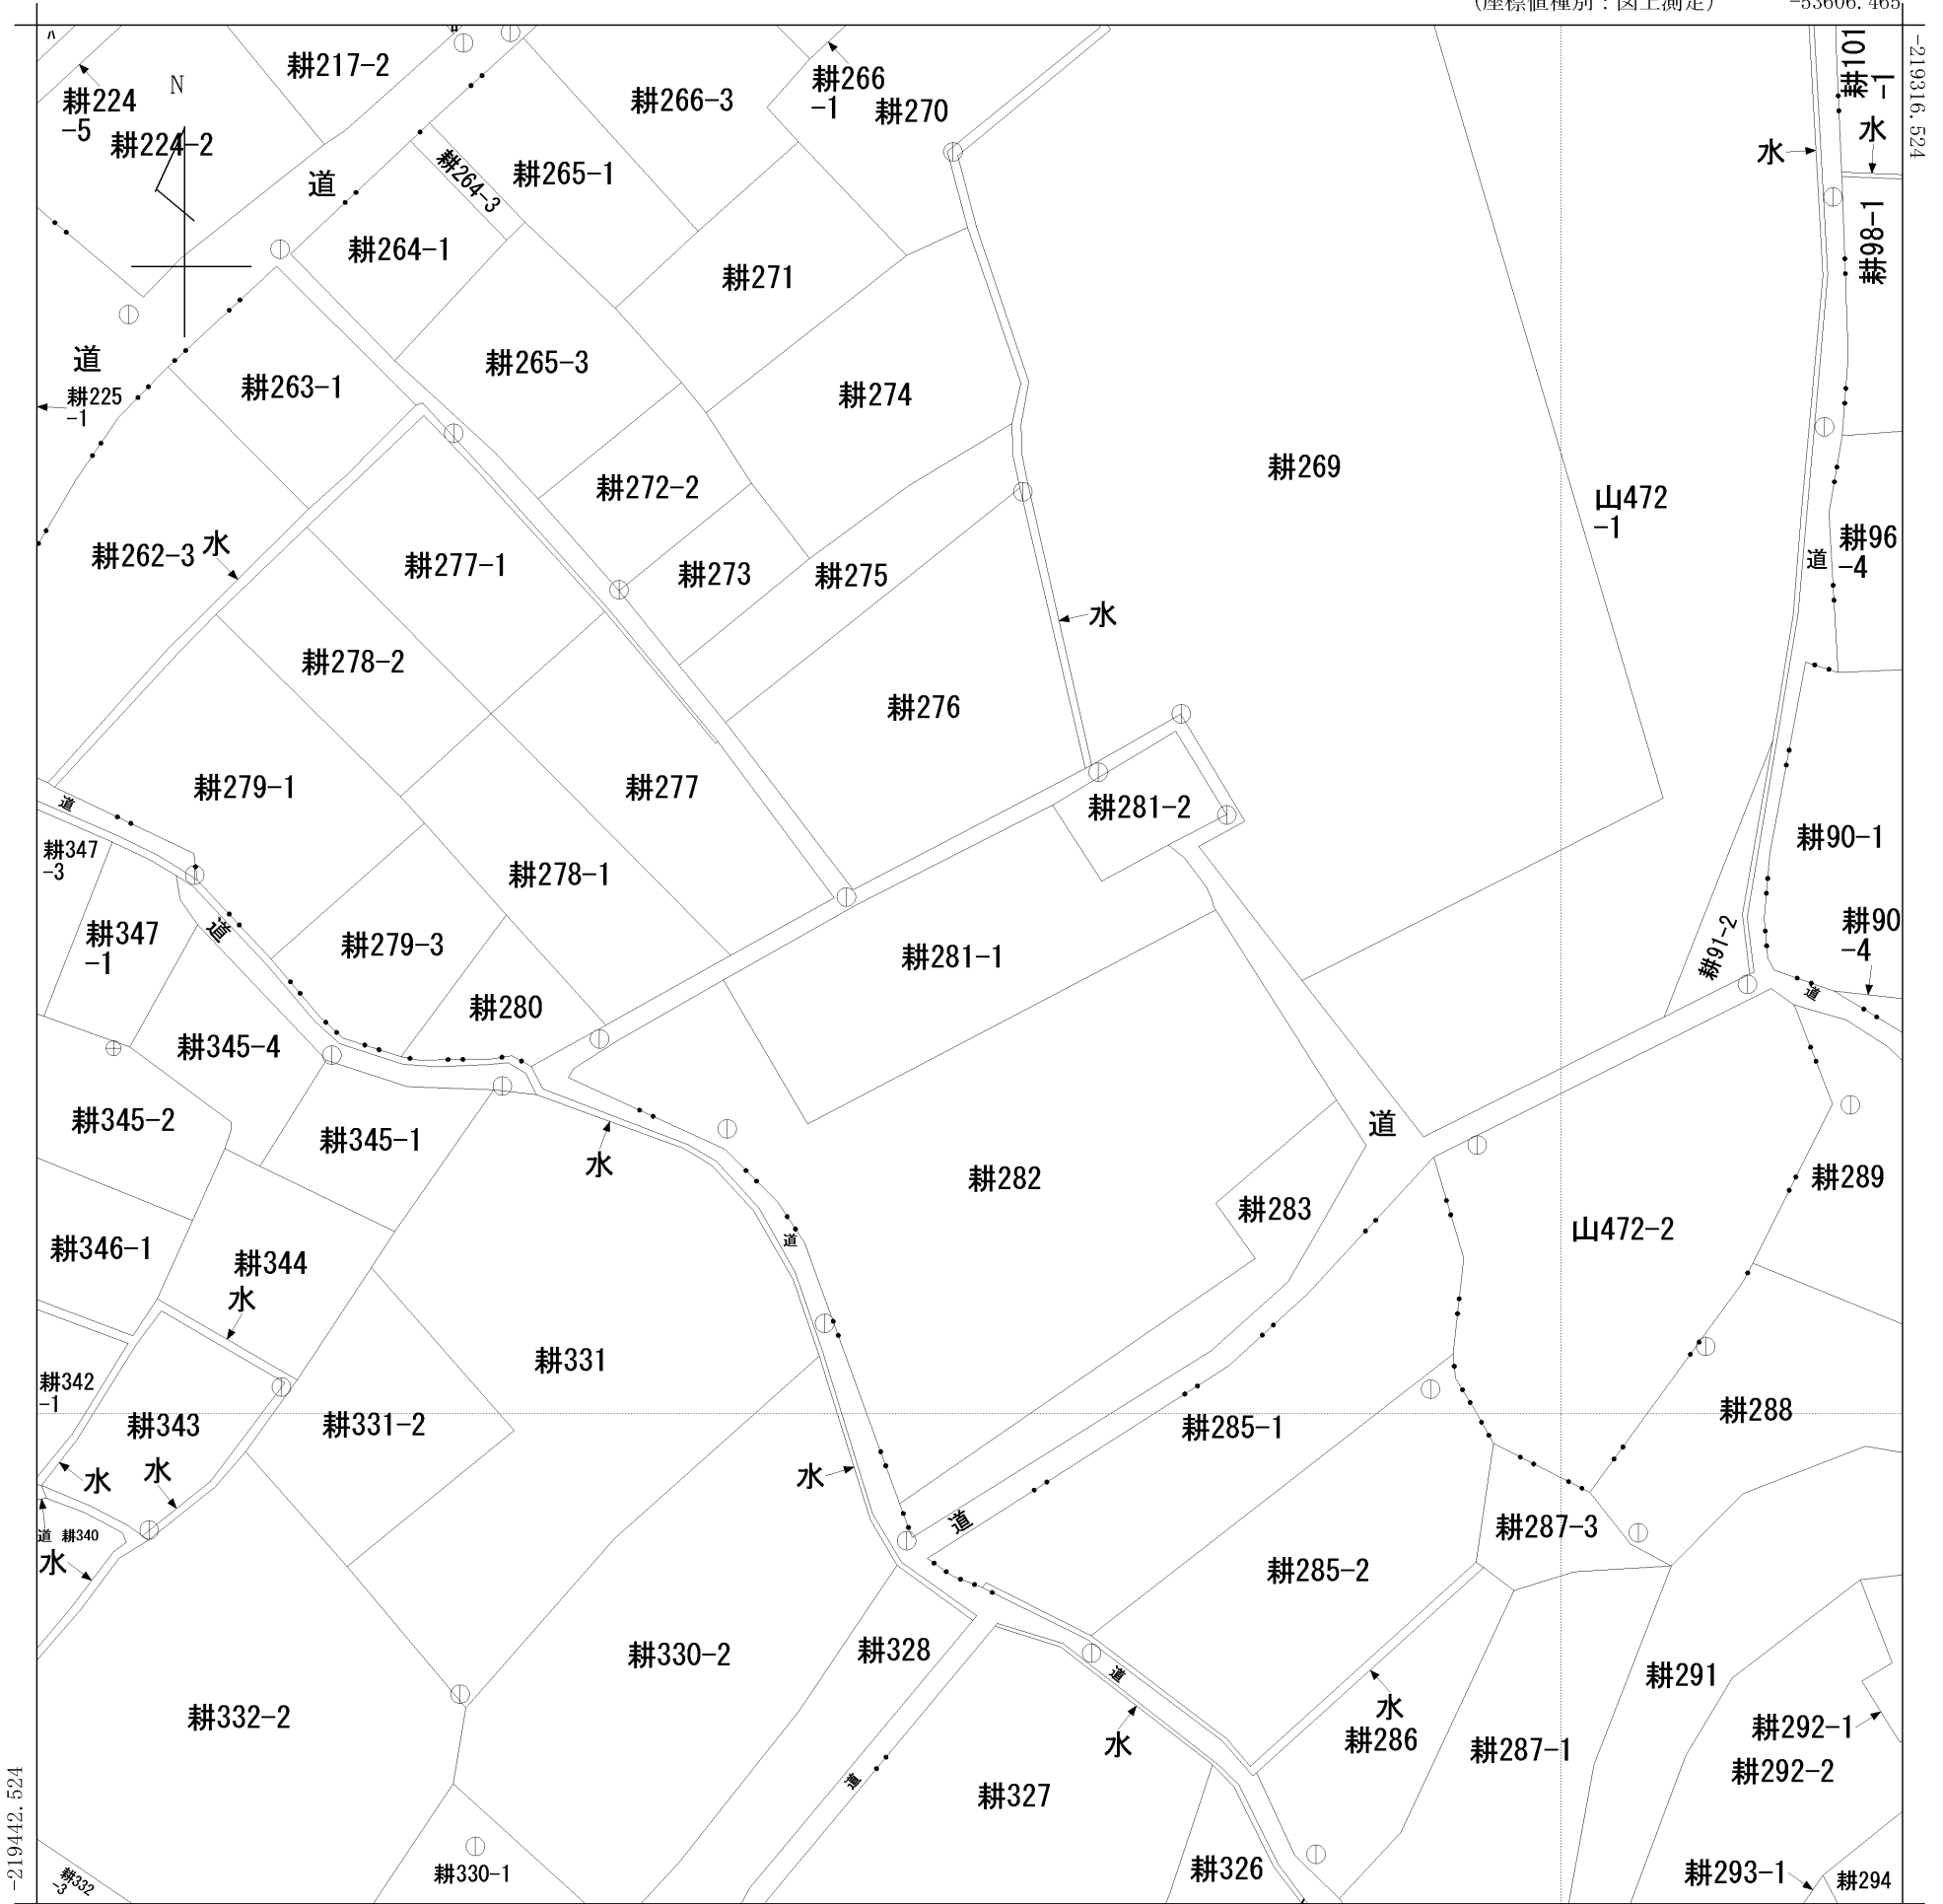 (座標値種別：図上測定)
-53606.465
-219316.524
耕101
-1
耕217-2
N
耕224
-5
耕224-2
耕266-3
耕266
-1
耕270
水
水
道
耕264-3
耕265-1
耕264-1
耕271
耕98-1
道
耕225
-1
耕263-1
耕265-3
耕274
耕269
山472
-1
耕96
-4
道
耕262-3
水
耕277-1
耕272-2
耕273
耕275
水
耕278-2
耕276
耕279-1
道
耕277
耕281-2
耕90-1
耕347
-3
耕278-1
耕347
-1
道
耕279-3
耕281-1
耕91-2
耕90
-4
道
耕280
耕345-4
耕345-2
耕345-1
水
道
耕282
耕283
耕289
山472-2
道
耕346-1
耕344
水
耕331
耕342
-1
耕343
耕331-2
耕285-1
耕288
水
水
水
道
道 耕340
水
耕287-3
耕285-2
耕330-2
耕328
道
耕291
水
耕332-2
水
耕286
耕287-1
耕292-1
耕292-2
道
耕327
-219442.524
耕332
-3
耕330-1
耕326
耕293-1
耕294